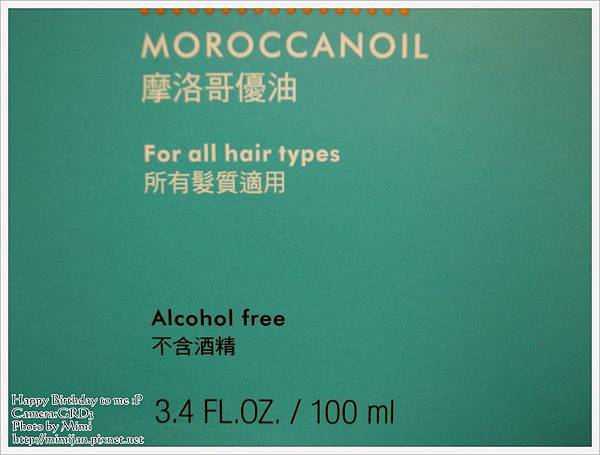 MOROCCANOIL
摩洛哥優油
For all hair types
所有髮質適用
Alcohol free
不含酒精
3.4 FL.OZ. / 100 ml
Happy Birthday to me :P
Camera:GRD3
Photo by Mimi
http://mimijan.pixnet.net